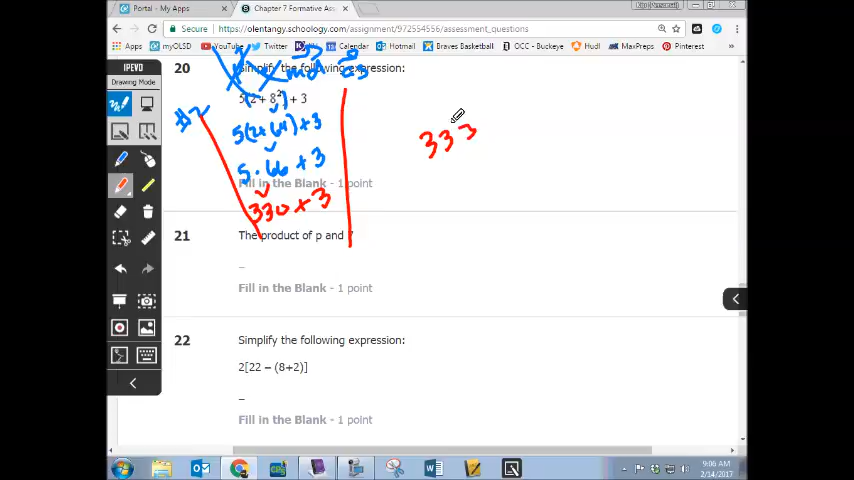 Portal - My Apps
Chapter 7 Formative Ass
Secure
https://olentangy.schoology.com/assignment/972554556/assessment_questions
Apps
myOLSD
YouTube
Twitter
Calendar
Hotmail
Braves Basketball
OCC - Buckeye
HudL
MaxPreps
Pinterest
IPEVO
Drawing Mode
20
Simplify the following expression:
5(2 + 8²) + 3
#2
5(2+64)+3
5·66+3
Fill in the Blank - 1 point
330+3
333
21
The product of p and 7
Fill in the Blank - 1 point
22
Simplify the following expression:
2[22 – (8+2)]
Fill in the Blank - 1 point
9:06 AM
2/14/2017